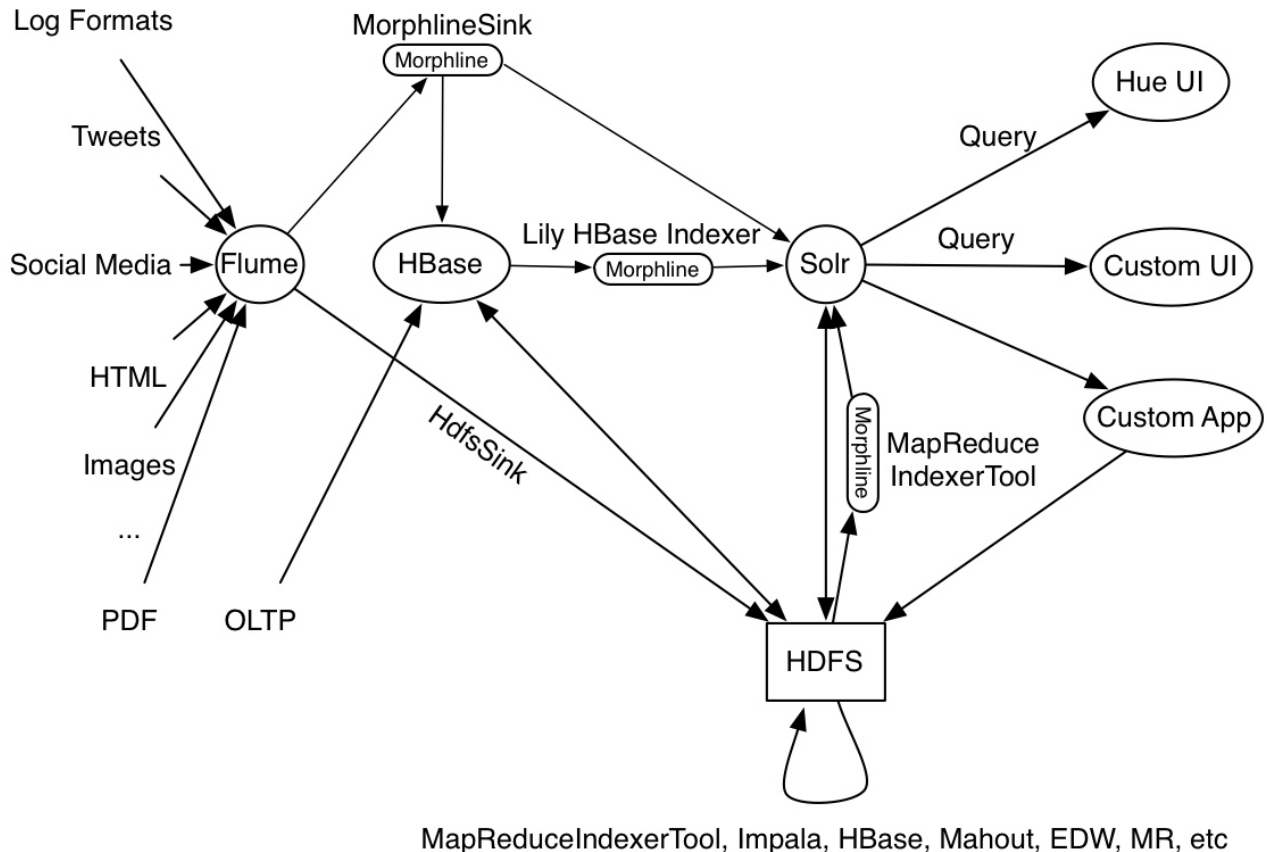 Log Formats
MorphlineSink
Morphline
Hue UI
Tweets
Query
Social Media
Flume
HBase
Lily HBase Indexer
Morphline
Solr
Query
Custom UI
HTML
HdfsSink
Morphline
MapReduce
IndexerTool
Custom App
Images
...
PDF
OLTP
HDFS
MapReduceIndexerTool, Impala, HBase, Mahout, EDW, MR, etc